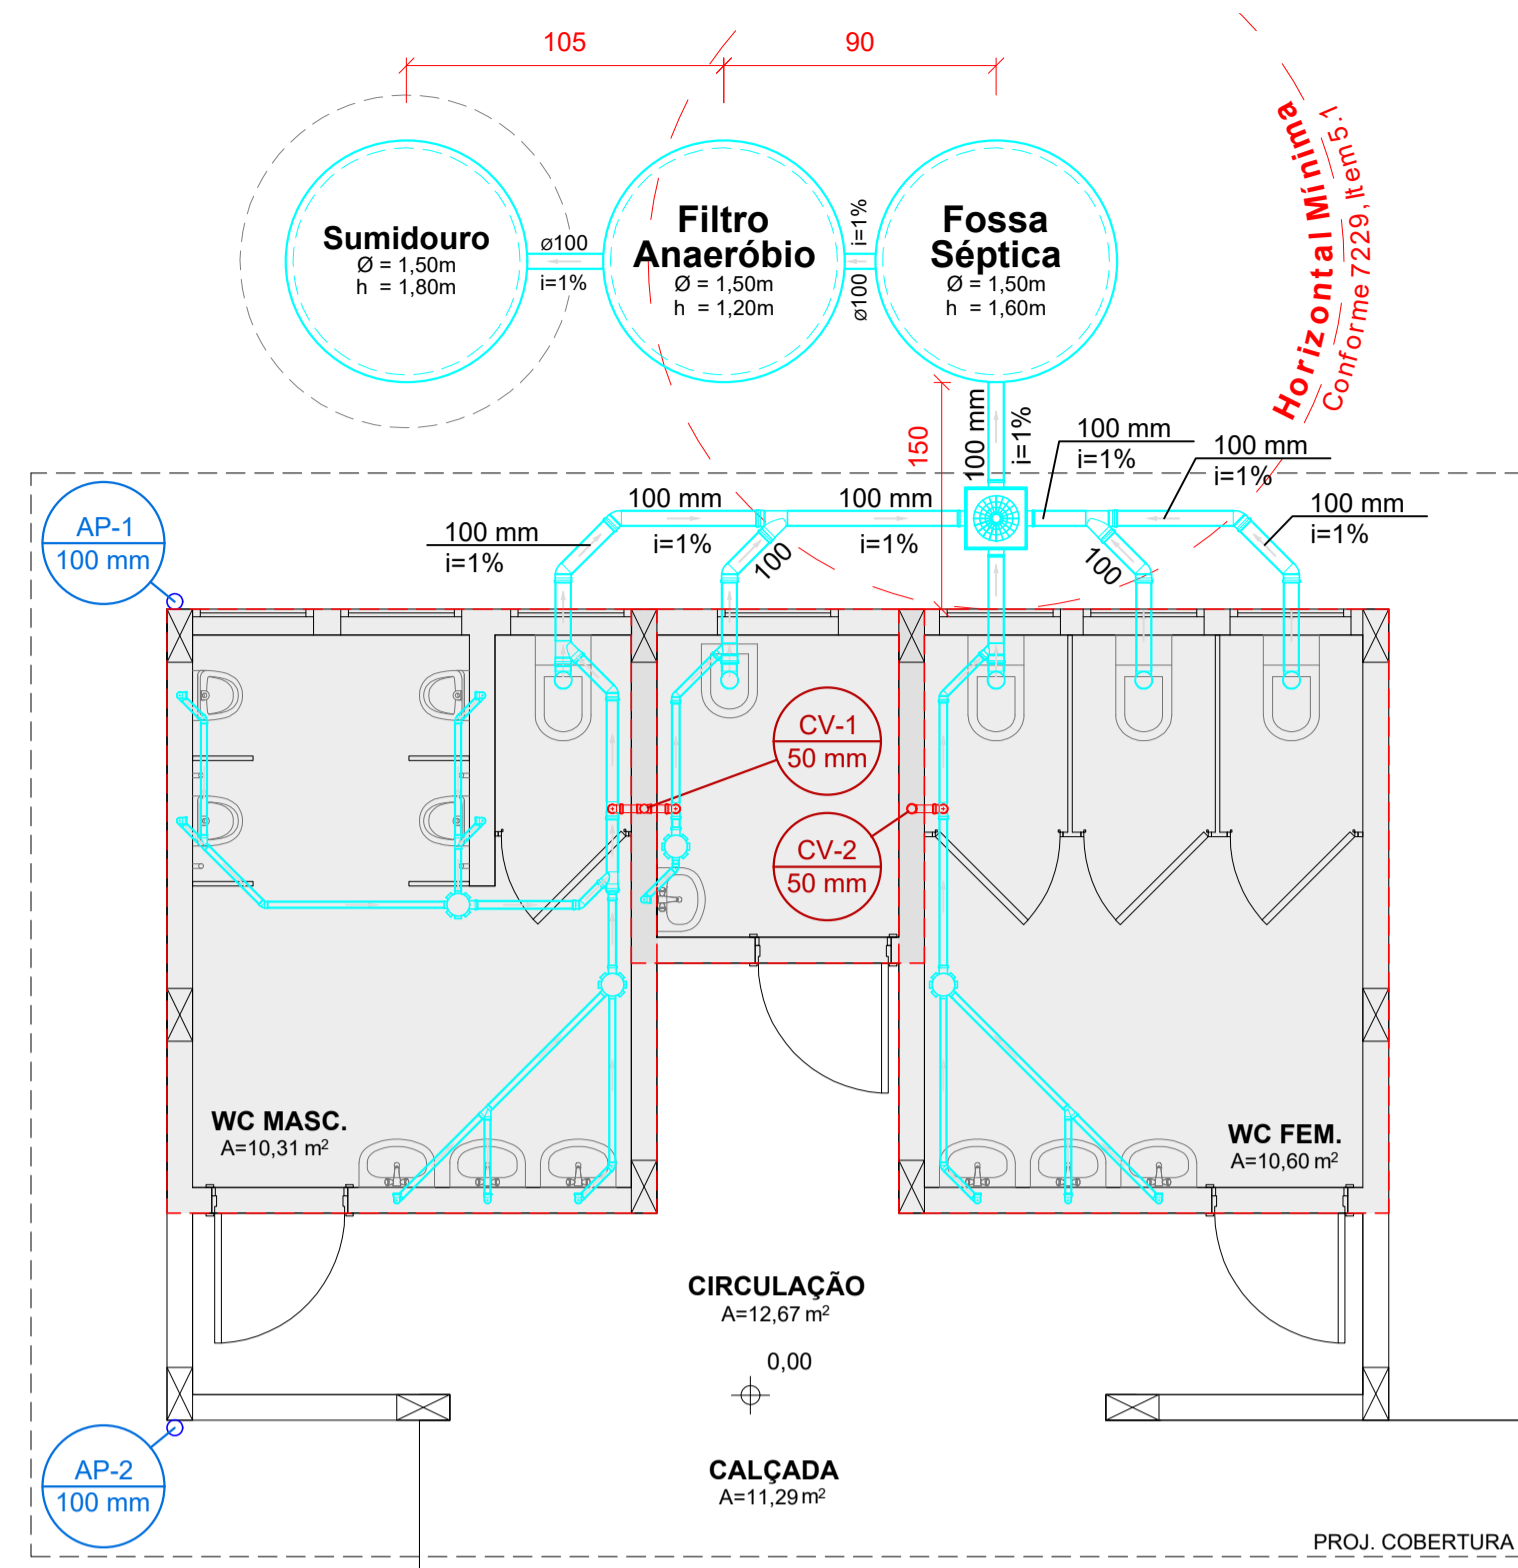 105
90
Horizontal Mínima
Conforme 7229, Item 5.1
Sumidouro
Ø = 1,50m
h = 1,80m
ø100
i=1%
Filtro
Anaeróbio
Ø = 1,50m
h = 1,20m
i=1%
ø100
Fossa
Séptica
Ø = 1,50m
h = 1,60m
150
100 mm
i=1%
100 mm
i=1%
100 mm
i=1%
100 mm
i=1%
100 mm
i=1%
100 mm
i=1%
100 mm
i=1%
100
100
AP-1
100 mm
CV-1
50 mm
CV-2
50 mm
WC MASC.
A=10,31 m²
WC FEM.
A=10,60 m²
CIRCULAÇÃO
A=12,67 m²
0,00
AP-2
100 mm
CALÇADA
A=11,29 m²
PROJ. COBERTURA